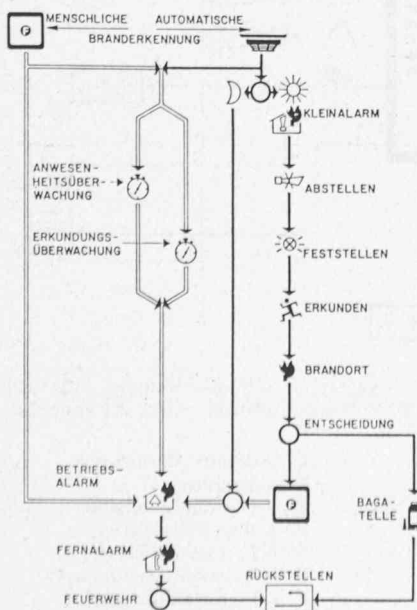 MENSCHLICHE
AUTOMATISCHE
BRANDERKENNUNG
KLEINALARM
ANWESEN-
HEITSÜBER-
WACHUNG
ABSTELLEN
ERKUNDUNGS-
ÜBERWACHUNG
FESTSTELLEN
ERKUNDEN
BRANDORT
ENTSCHEIDUNG
BETRIEBS-
ALARM
BAGA-
TELLE
FERNALARM
RÜCKSTELLEN
FEUERWEHR